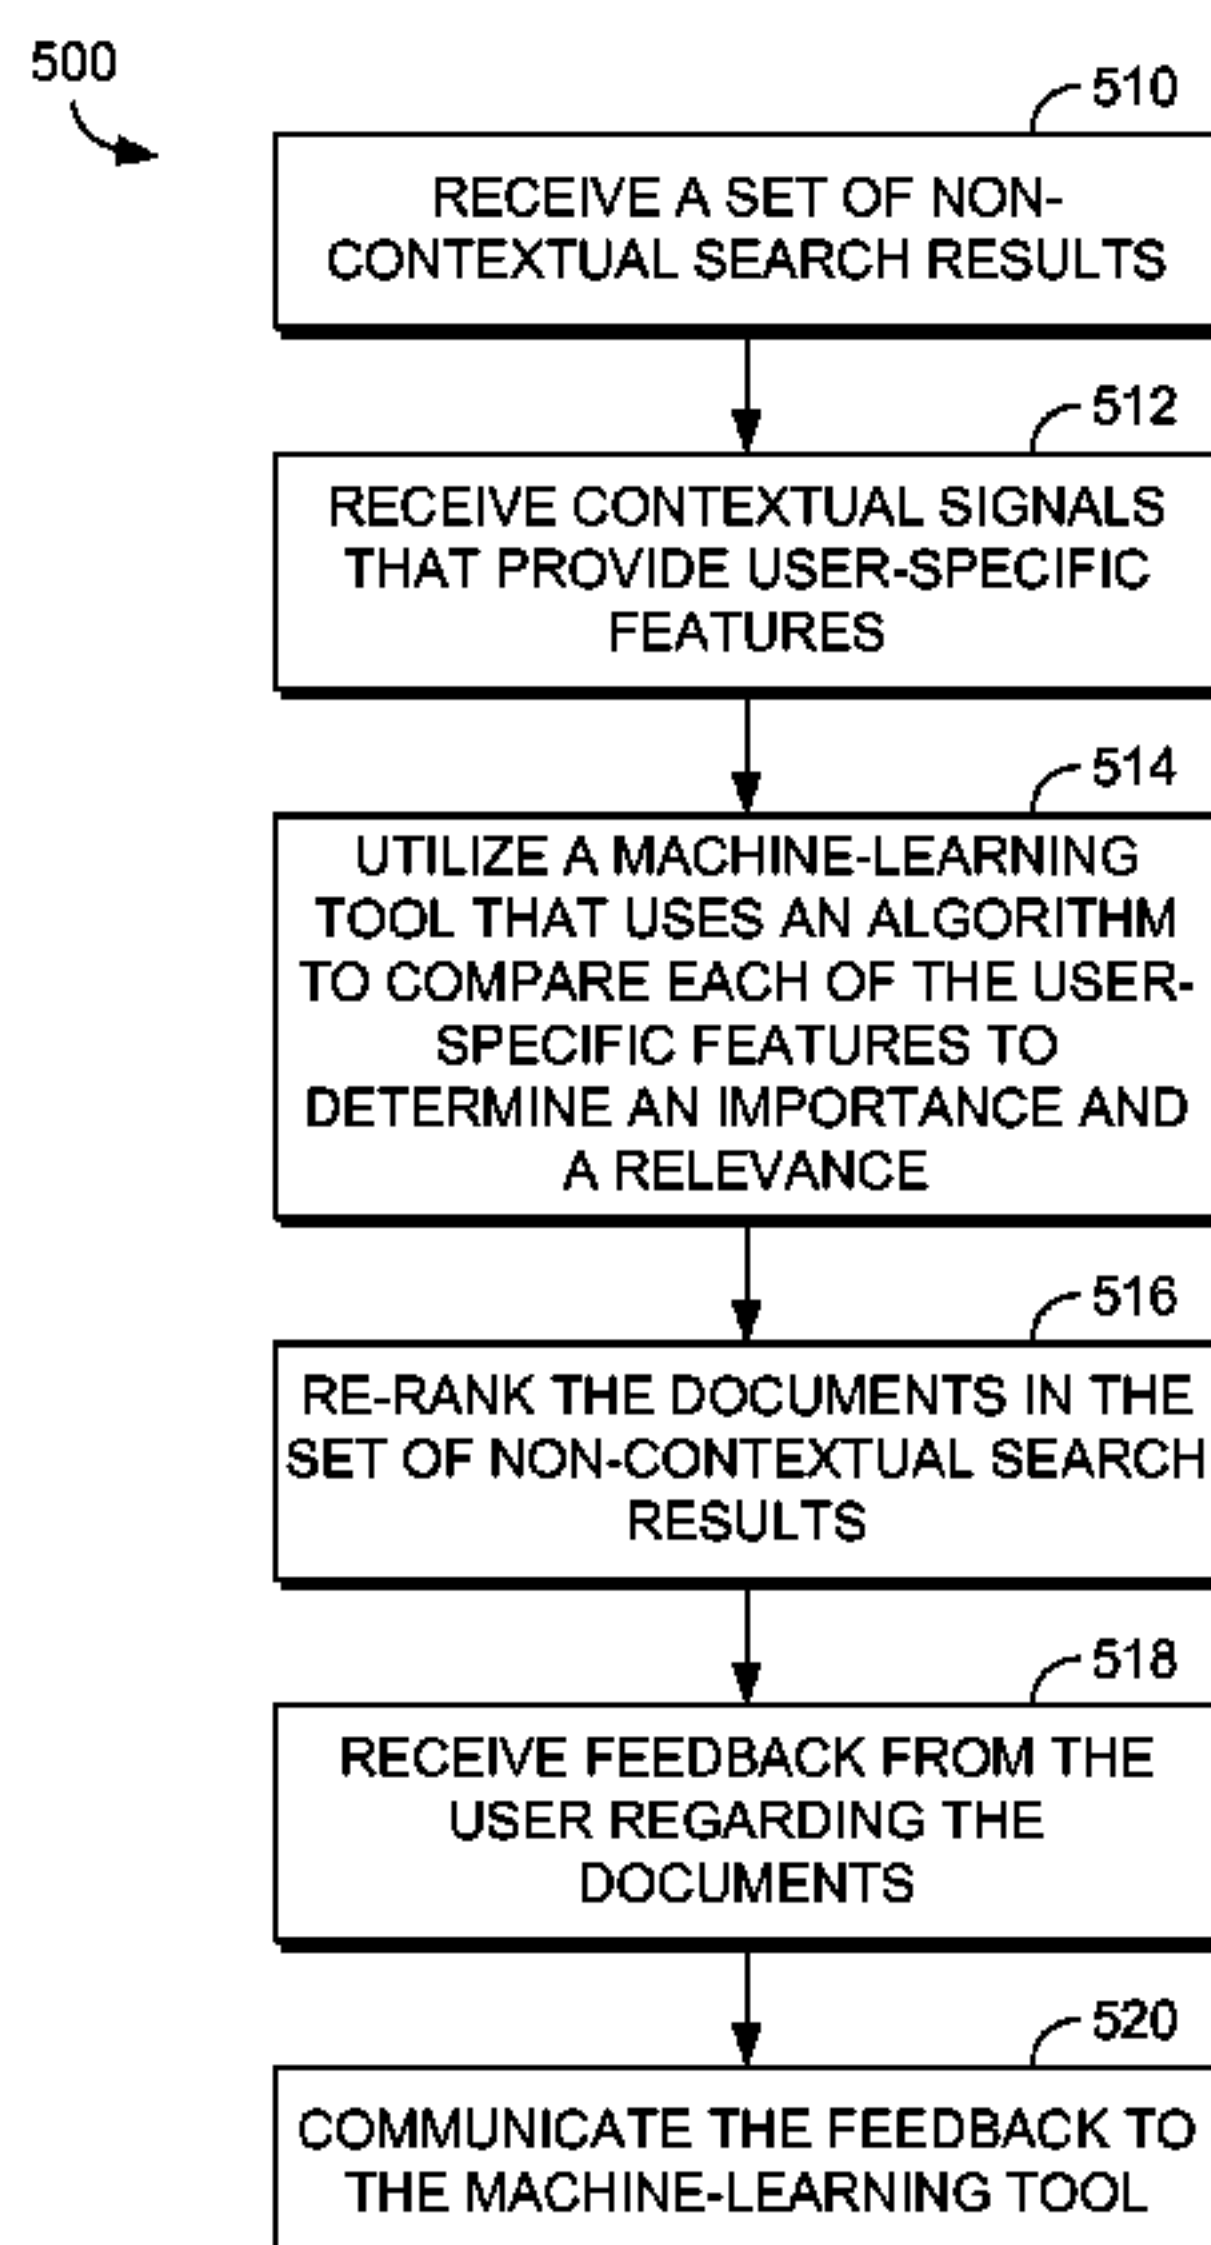 500
510
RECEIVE A SET OF NON-
CONTEXTUAL SEARCH RESULTS
512
RECEIVE CONTEXTUAL SIGNALS
THAT PROVIDE USER-SPECIFIC
FEATURES
514
UTILIZE A MACHINE-LEARNING
TOOL THAT USES AN ALGORITHM
TO COMPARE EACH OF THE USER-
SPECIFIC FEATURES TO
DETERMINE AN IMPORTANCE AND
A RELEVANCE
516
RE-RANK THE DOCUMENTS IN THE
SET OF NON-CONTEXTUAL SEARCH
RESULTS
518
RECEIVE FEEDBACK FROM THE
USER REGARDING THE
DOCUMENTS
520
COMMUNICATE THE FEEDBACK TO
THE MACHINE-LEARNING TOOL